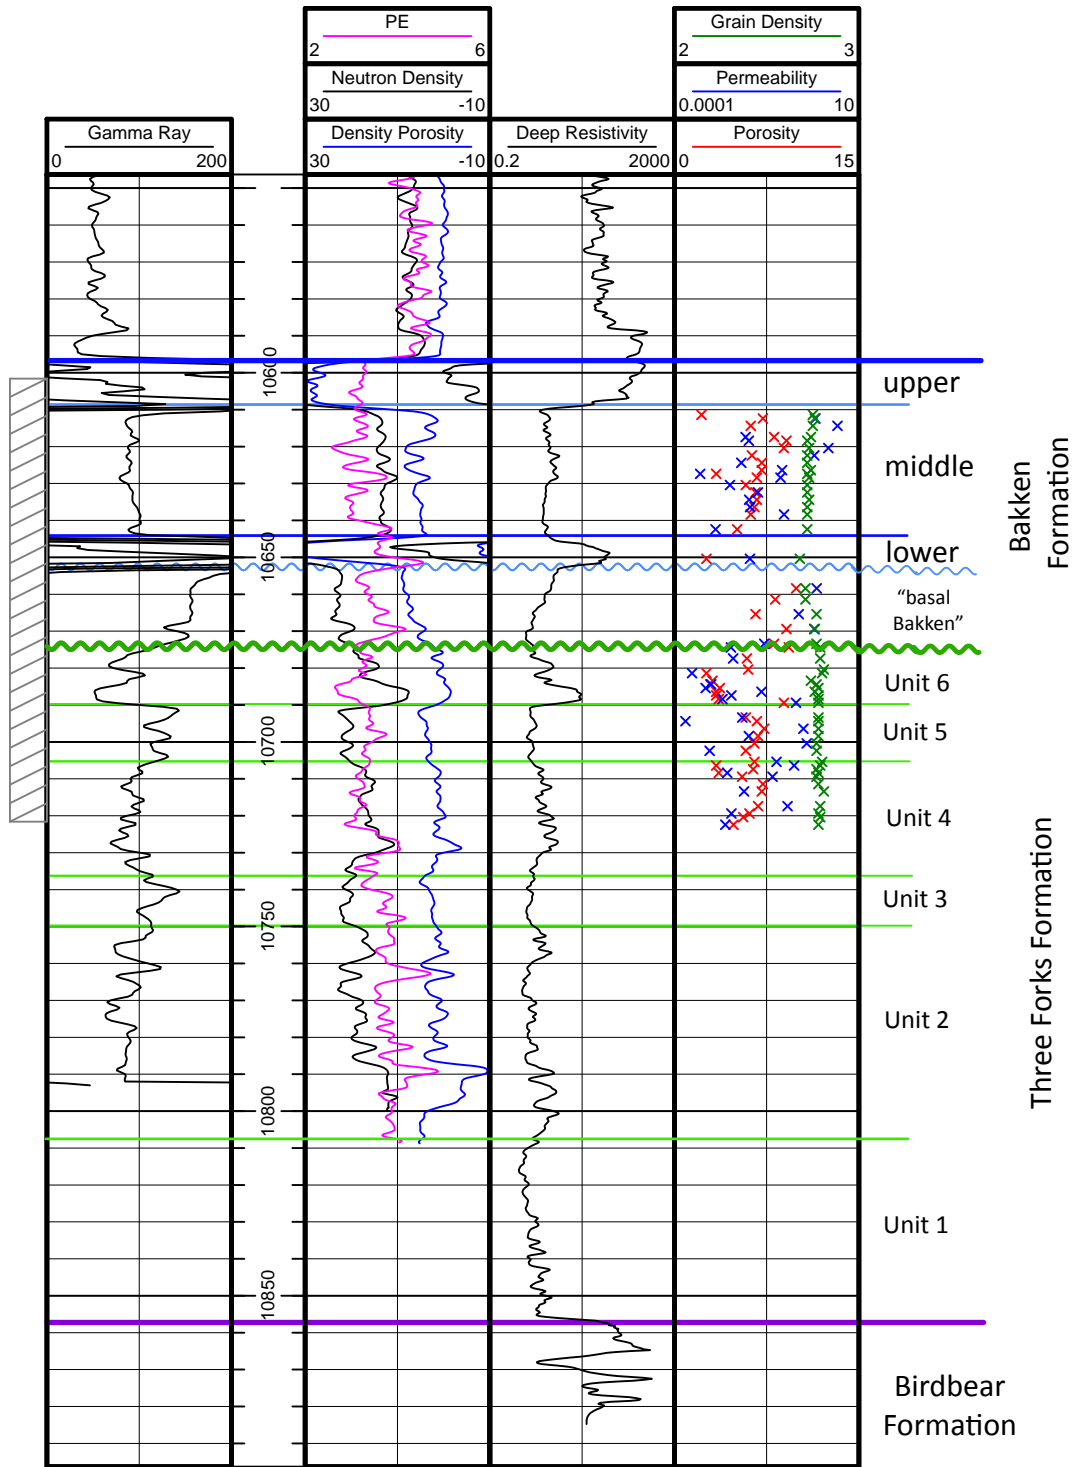 PE
2 6
Grain Density
2 3
Neutron Density
30 -10
Permeability
0.0001 10
Gamma Ray
0 200
Density Porosity
30 -10
Deep Resistivity
0.2 2000
Porosity
0 15
10600
10650
10700
10750
10800
10850
upper
middle
lower
“basal
Bakken”
Unit 6
Unit 5
Unit 4
Unit 3
Unit 2
Unit 1
Birdbear
Formation
Bakken
Formation
Three Forks Formation